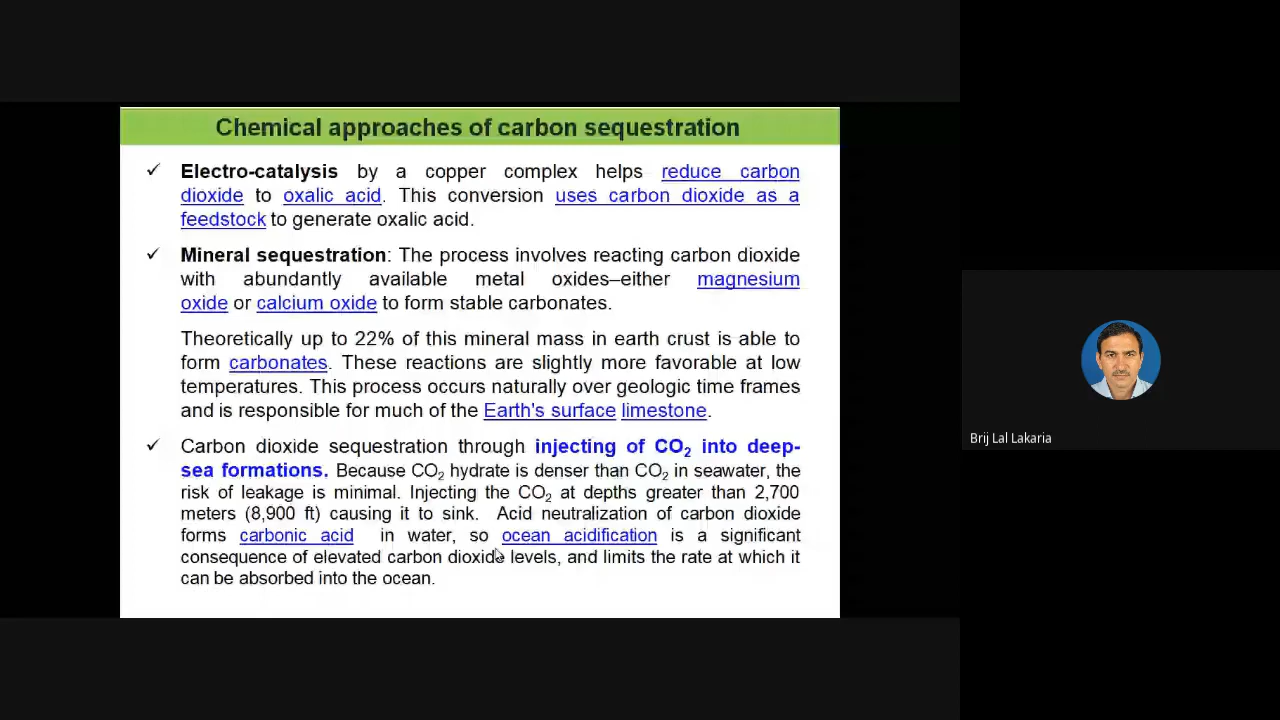 Chemical approaches of carbon sequestration
✓ Electro-catalysis by a copper complex helps reduce carbon
dioxide to oxalic acid. This conversion uses carbon dioxide as a
feedstock to generate oxalic acid.
✓ Mineral sequestration: The process involves reacting carbon dioxide
with abundantly available metal oxides–either magnesium
oxide or calcium oxide to form stable carbonates.
Theoretically up to 22% of this mineral mass in earth crust is able to
form carbonates. These reactions are slightly more favorable at low
temperatures. This process occurs naturally over geologic time frames
and is responsible for much of the Earth's surface limestone.
✓ Carbon dioxide sequestration through injecting of CO₂ into deep-
sea formations. Because CO₂ hydrate is denser than CO₂ in seawater, the
risk of leakage is minimal. Injecting the CO₂ at depths greater than 2,700
meters (8,900 ft) causing it to sink. Acid neutralization of carbon dioxide
forms carbonic acid in water, so ocean acidification is a significant
consequence of elevated carbon dioxide levels, and limits the rate at which it
can be absorbed into the ocean.
Brij Lal Lakaria